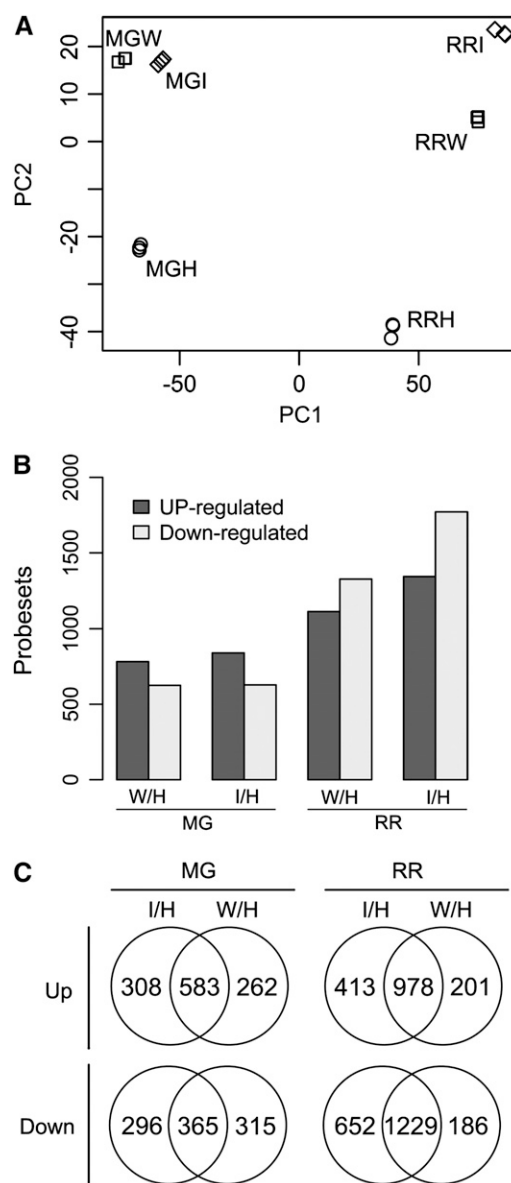 A
20
10
0
-20
-40
PC2
MGW
MGI
RRI
RRW
MGH
RRH
-50
0
50
PC1
B
2000
1500
1000
500
0
Probesets
UP-regulated
Down-regulated
W/H
I/H
W/H
I/H
MG
RR
C
MG
RR
I/H
W/H
I/H
W/H
Up
308 583 262
413 978 201
Down
296 365 315
652 1229 186